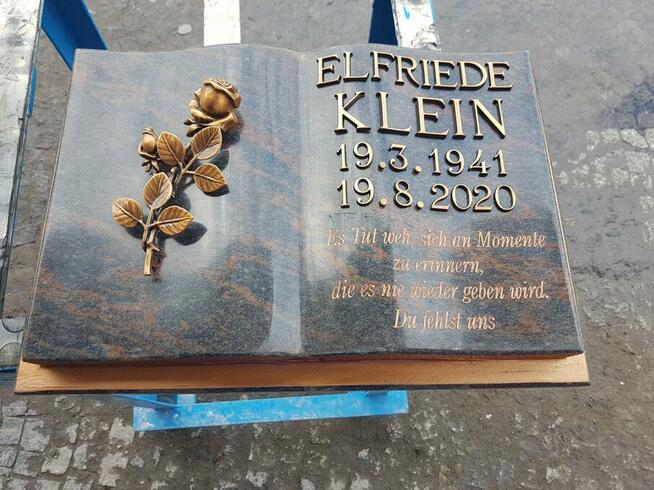 ELFRIEDE
KLEIN
19.3.1941
19.8.2020
Es Tut weh, sich an Momente
zu erinnern,
die es nie wieder geben wird.
Du fehlst uns